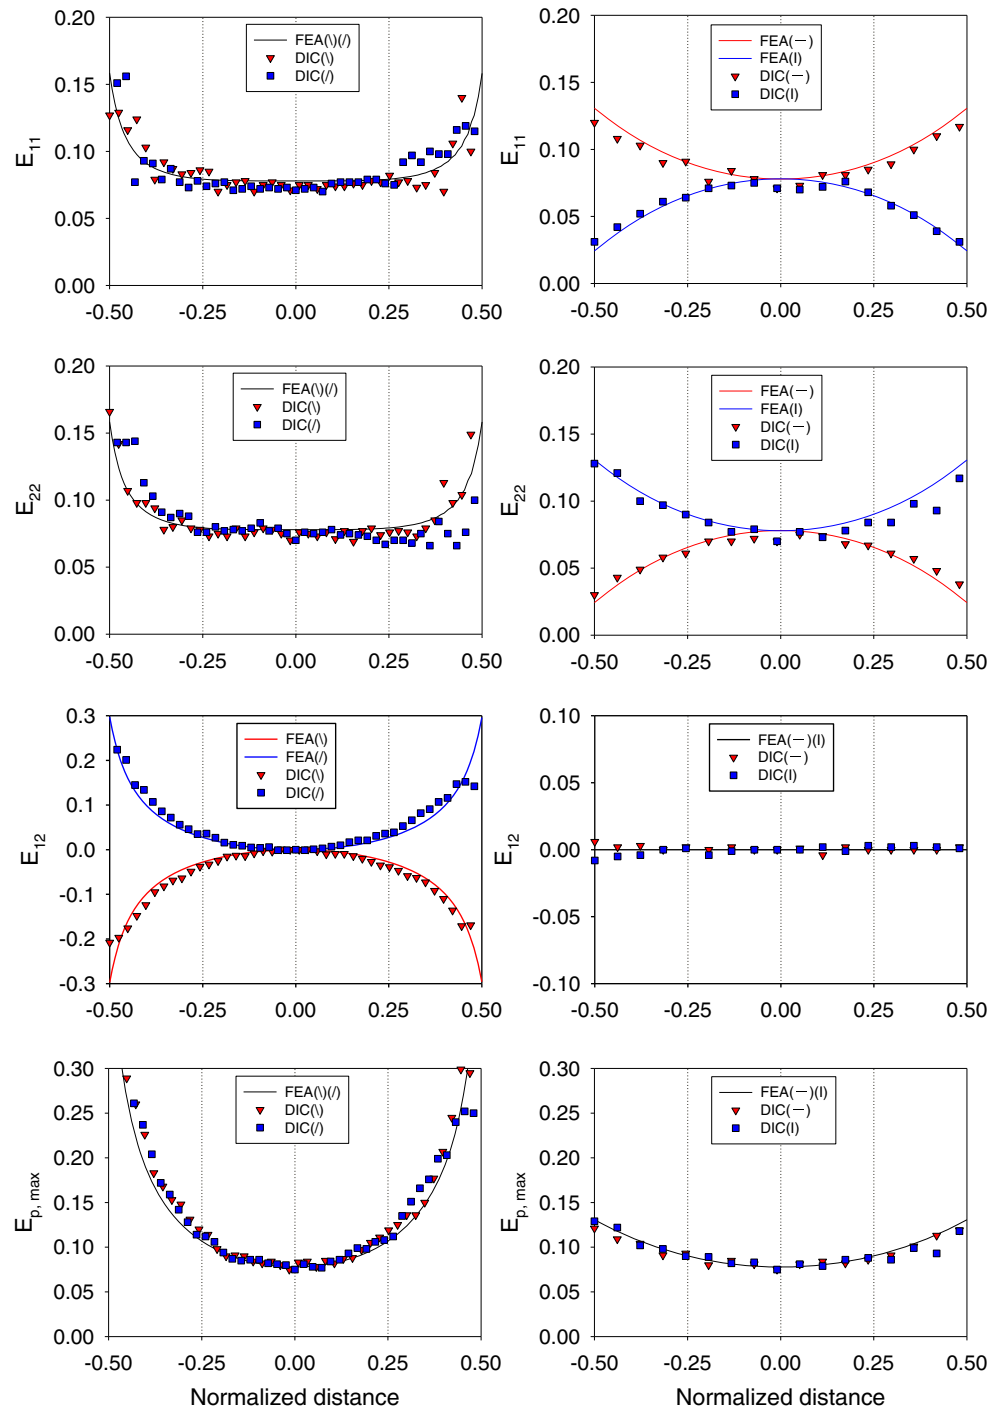 0.20
0.15
0.10
0.05
0.00
E11
FEA(\)(/)
DIC(\)
DIC(/)
-0.50 -0.25 0.00 0.25 0.50
0.20
0.15
0.10
0.05
0.00
E11
FEA(—)
FEA(I)
DIC(—)
DIC(I)
-0.50 -0.25 0.00 0.25 0.50
0.20
0.15
0.10
0.05
0.00
E22
FEA(\)(/)
DIC(\)
DIC(/)
-0.50 -0.25 0.00 0.25 0.50
0.20
0.15
0.10
0.05
0.00
E22
FEA(—)
FEA(I)
DIC(—)
DIC(I)
-0.50 -0.25 0.00 0.25 0.50
0.3
0.2
0.1
0.0
-0.1
-0.2
-0.3
E12
FEA(\)
FEA(/)
DIC(\)
DIC(/)
-0.50 -0.25 0.00 0.25 0.50
0.10
0.05
0.00
-0.05
-0.10
E12
FEA(—)(I)
DIC(—)
DIC(I)
-0.50 -0.25 0.00 0.25 0.50
0.30
0.25
0.20
0.15
0.10
0.05
0.00
Ep, max
FEA(\)(/)
DIC(\)
DIC(/)
-0.50 -0.25 0.00 0.25 0.50
Normalized distance
0.30
0.25
0.20
0.15
0.10
0.05
0.00
Ep, max
FEA(—)(I)
DIC(—)
DIC(I)
-0.50 -0.25 0.00 0.25 0.50
Normalized distance